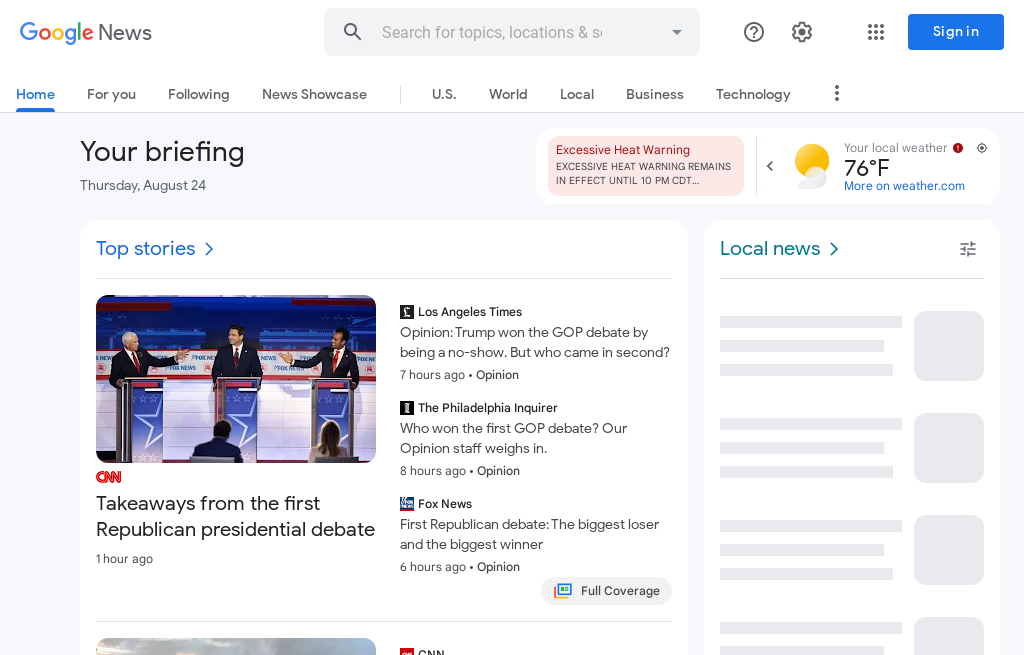 Google News
Search for topics, locations & so
Sign in
Home
For you
Following
News Showcase
U.S.
World
Local
Business
Technology
Your briefing
Thursday, August 24
Excessive Heat Warning
EXCESSIVE HEAT WARNING REMAINS
IN EFFECT UNTIL 10 PM CDT...
Your local weather
76°F
More on weather.com
Top stories
FOX NEWS
FOX NEWS
CNN
Takeaways from the first
Republican presidential debate
1 hour ago
Los Angeles Times
Opinion: Trump won the GOP debate by
being a no-show. But who came in second?
7 hours ago • Opinion
The Philadelphia Inquirer
Who won the first GOP debate? Our
Opinion staff weighs in.
8 hours ago • Opinion
Fox News
First Republican debate: The biggest loser
and the biggest winner
6 hours ago • Opinion
Full Coverage
CNN
Local news